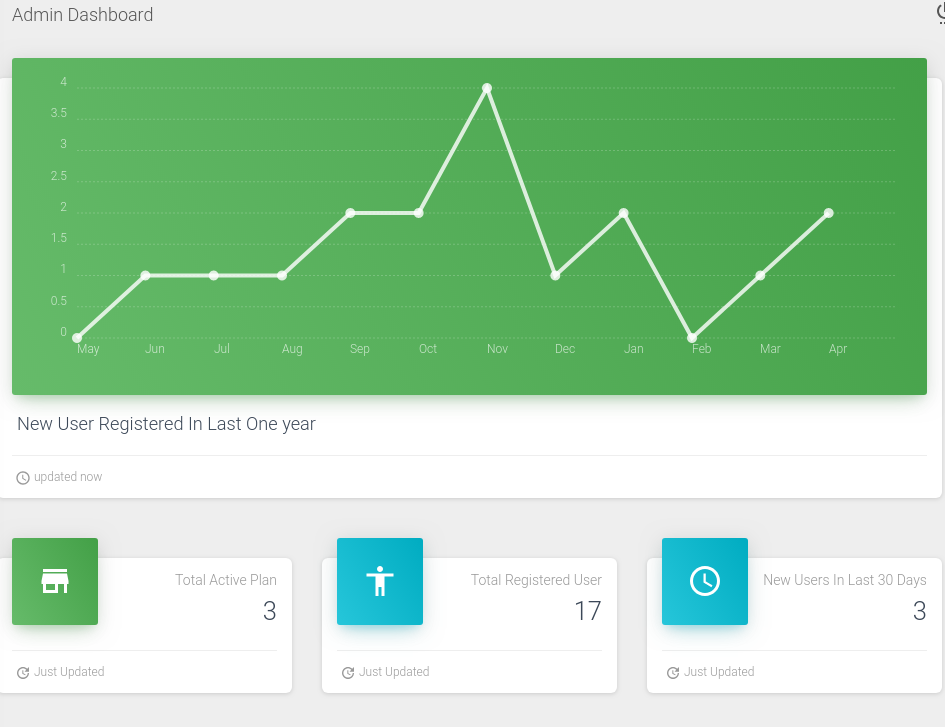 Admin Dashboard
4
3.5
3
2.5
2
1.5
1
0.5
0
May Jun Jul Aug Sep Oct Nov Dec Jan Feb Mar Apr
New User Registered In Last One year
updated now
Total Active Plan
3
Just Updated
Total Registered User
17
Just Updated
New Users In Last 30 Days
3
Just Updated